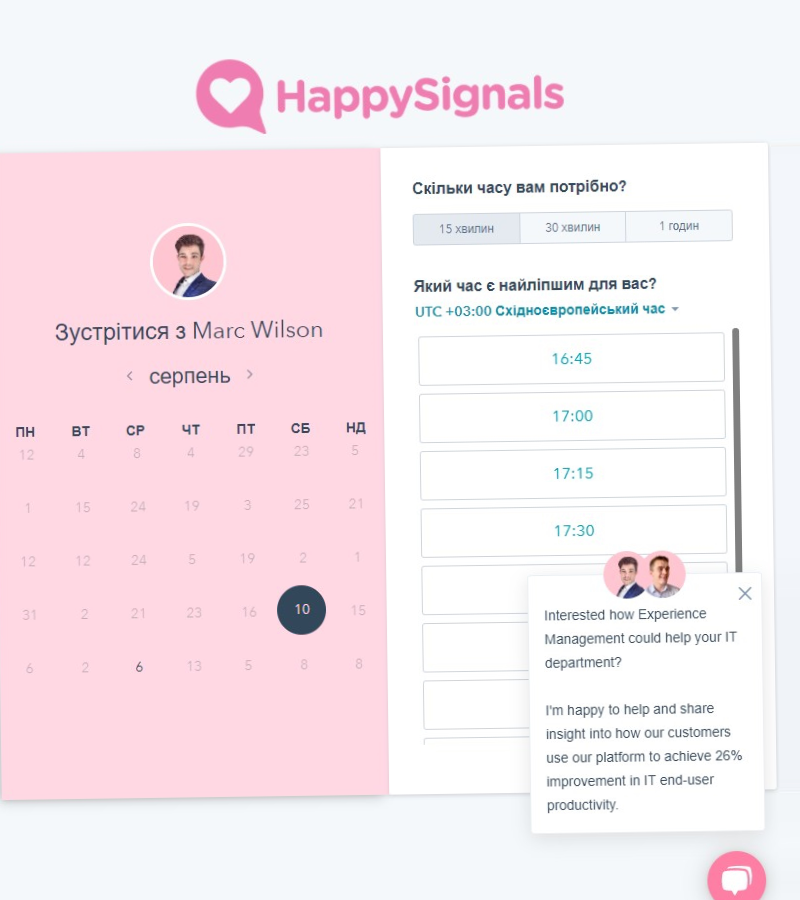 HappySignals
Зустрітися з Marc Wilson
< серпень >
ПН ВТ СР ЧТ ПТ СБ НД
12 4 8 4 29 23 5
1 15 24 19 3 25 21
12 12 24 5 19 2 1
31 2 21 23 16 10 15
6 2 6 13 5 8 8
Скільки часу вам потрібно?
15 хвилин 30 хвилин 1 годин
Який час є найліпшим для вас?
UTC +03:00 Східноєвропейський час
16:45
17:00
17:15
17:30
Interested how Experience
Management could help your IT
department?
I'm happy to help and share
insight into how our customers
use our platform to achieve 26%
improvement in IT end-user
productivity.